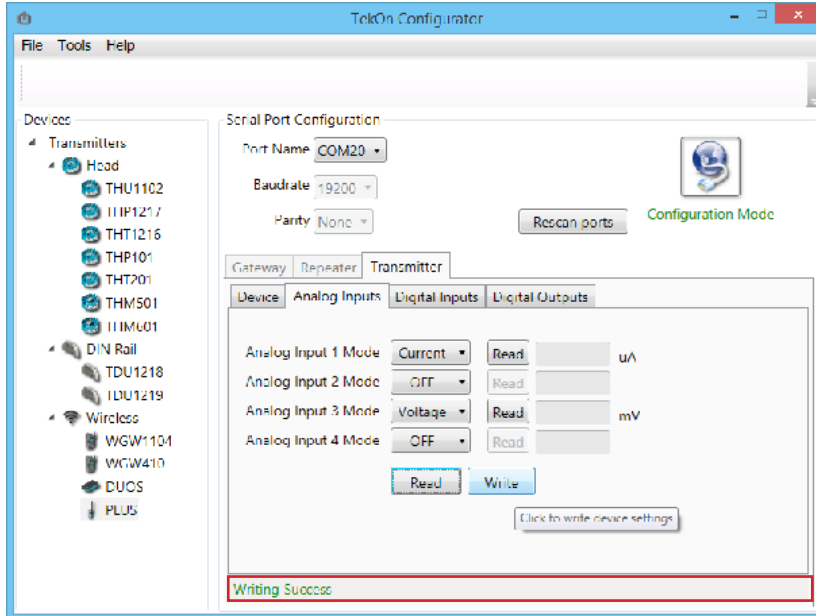 TekOn Configurator
File Tools Help
Devices
Transmitters
Head
THU1102
THP1217
THT1216
THP101
THT201
THM501
THM601
DIN Rail
TDU1218
TDU1219
Wireless
WGW1104
WGW410
DUOS
PLUS
Serial Port Configuration
Port Name COM20
Baudrate 19200
Parity None
Rescan ports
Configuration Mode
Gateway Repeater Transmitter
Device Analog Inputs Digital Inputs Digital Outputs
Analog Input 1 Mode Current Read uA
Analog Input 2 Mode OFF Read
Analog Input 3 Mode Voltage Read mV
Analog Input 4 Mode OFF Read
Read Write
Click to write device settings
Writing Success